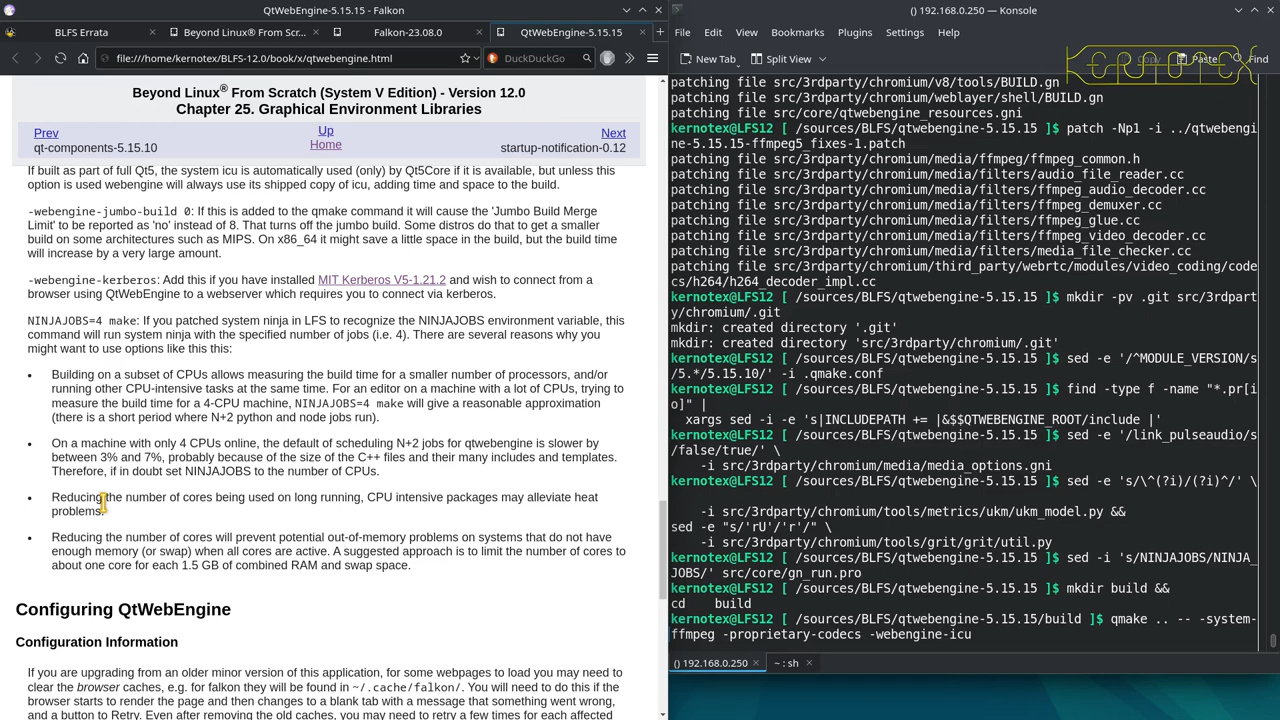 QtWebEngine-5.15.15 - Falkon
BLFS Errata
Beyond Linux® From Scr...
Falkon-23.08.0
QtWebEngine-5.15.15
file:///home/kernotex/BLFS-12.0/book/x/qtwebengine.html
DuckDuckGo
Beyond Linux® From Scratch (System V Edition) - Version 12.0
Chapter 25. Graphical Environment Libraries
Prev Up Next
qt-components-5.15.10 Home startup-notification-0.12
If built as part of full Qt5, the system icu is automatically used (only) by Qt5Core if it is available, but unless this
option is used webengine will always use its shipped copy of icu, adding time and space to the build.
-webengine-jumbo-build 0: If this is added to the qmake command it will cause the 'Jumbo Build Merge
Limit' to be reported as 'no' instead of 8. That turns off the jumbo build. Some distros do that to get a smaller
build on some architectures such as MIPS. On x86_64 it might save a little space in the build, but the build time
will increase by a very large amount.
-webengine-kerberos: Add this if you have installed MIT Kerberos V5-1.21.2 and wish to connect from a
browser using QtWebEngine to a webserver which requires you to connect via kerberos.
NINJAJOBS=4 make: If you patched system ninja in LFS to recognize the NINJAJOBS environment variable, this
command will run system ninja with the specified number of jobs (i.e. 4). There are several reasons why you
might want to use options like this this:
• Building on a subset of CPUs allows measuring the build time for a smaller number of processors, and/or
running other CPU-intensive tasks at the same time. For an editor on a machine with a lot of CPUs, trying to
measure the build time for a 4-CPU machine, NINJAJOBS=4 make will give a reasonable approximation
(there is a short period where N+2 python and node jobs run).
• On a machine with only 4 CPUs online, the default of scheduling N+2 jobs for qtwebengine is slower by
between 3% and 7%, probably because of the size of the C++ files and their many includes and templates.
Therefore, if in doubt set NINJAJOBS to the number of CPUs.
• Reducing the number of cores being used on long running, CPU intensive packages may alleviate heat
problems.
• Reducing the number of cores will prevent potential out-of-memory problems on systems that do not have
enough memory (or swap) when all cores are active. A suggested approach is to limit the number of cores to
about one core for each 1.5 GB of combined RAM and swap space.
Configuring QtWebEngine
Configuration Information
If you are upgrading from an older minor version of this application, for some webpages to load you may need to
clear the browser caches, e.g. for falkon they will be found in ~/.cache/falkon/. You will need to do this if the
browser starts to render the page and then changes to a blank tab with a message that something went wrong,
and a button to Retry. Even after removing the old caches, you may need to retry a few times for each affected
() 192.168.0.250 — Konsole
File Edit View Bookmarks Plugins Settings Help
New Tab Split View Copy Paste Find
KERNOTEX
patching file src/3rdparty/chromium/v8/tools/BUILD.gn
patching file src/3rdparty/chromium/weblayer/shell/BUILD.gn
patching file src/core/qtwebengine_resources.gni
kernotex@LFS12 [ /sources/BLFS/qtwebengine-5.15.15 ]$ patch -Np1 -i ../qtwebengi
ne-5.15.15-ffmpeg5_fixes-1.patch
patching file src/3rdparty/chromium/media/ffmpeg/ffmpeg_common.h
patching file src/3rdparty/chromium/media/filters/audio_file_reader.cc
patching file src/3rdparty/chromium/media/filters/ffmpeg_audio_decoder.cc
patching file src/3rdparty/chromium/media/filters/ffmpeg_demuxer.cc
patching file src/3rdparty/chromium/media/filters/ffmpeg_glue.cc
patching file src/3rdparty/chromium/media/filters/ffmpeg_video_decoder.cc
patching file src/3rdparty/chromium/media/filters/media_file_checker.cc
patching file src/3rdparty/chromium/third_party/webrtc/modules/video_coding/code
cs/h264/h264_decoder_impl.cc
kernotex@LFS12 [ /sources/BLFS/qtwebengine-5.15.15 ]$ mkdir -pv .git src/3rdpart
y/chromium/.git
mkdir: created directory '.git'
mkdir: created directory 'src/3rdparty/chromium/.git'
kernotex@LFS12 [ /sources/BLFS/qtwebengine-5.15.15 ]$ sed -e '/^MODULE_VERSION/s
/5.*/5.15.10/' -i .qmake.conf
kernotex@LFS12 [ /sources/BLFS/qtwebengine-5.15.15 ]$ find -type f -name "*.pr[i
o]" |
xargs sed -i -e 's|INCLUDEPATH += |&$$QTWEBENGINE_ROOT/include |'
kernotex@LFS12 [ /sources/BLFS/qtwebengine-5.15.15 ]$ sed -e '/link_pulseaudio/s
/false/true/' \
-i src/3rdparty/chromium/media/media_options.gni
kernotex@LFS12 [ /sources/BLFS/qtwebengine-5.15.15 ]$ sed -e 's/\^(?i)/(?i)^/' \
-i src/3rdparty/chromium/tools/metrics/ukm/ukm_model.py &&
sed -e "s/'rU'/'r'/" \
-i src/3rdparty/chromium/tools/grit/grit/util.py
kernotex@LFS12 [ /sources/BLFS/qtwebengine-5.15.15 ]$ sed -i 's/NINJAJOBS/NINJA_
JOBS/' src/core/gn_run.pro
kernotex@LFS12 [ /sources/BLFS/qtwebengine-5.15.15 ]$ mkdir build &&
cd build
kernotex@LFS12 [ /sources/BLFS/qtwebengine-5.15.15/build ]$ qmake .. -- -system-
ffmpeg -proprietary-codecs -webengine-icu
() 192.168.0.250
~ : sh